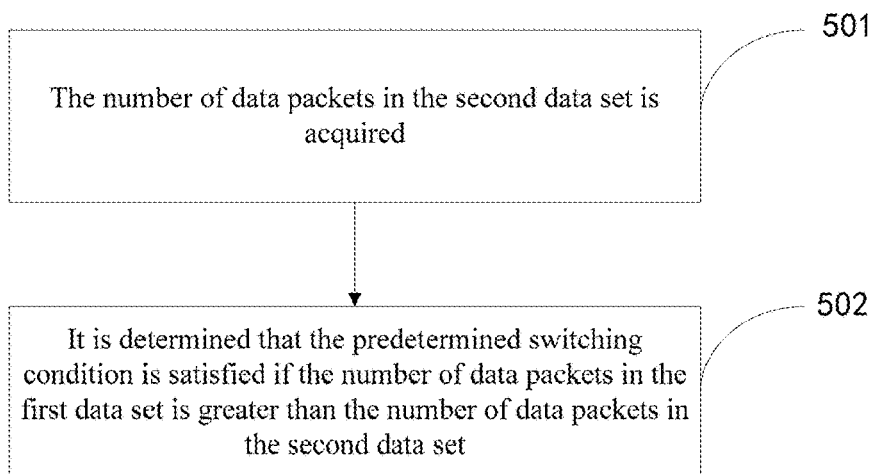 501
The number of data packets in the second data set is
acquired
502
It is determined that the predetermined switching
condition is satisfied if the number of data packets in the
first data set is greater than the number of data packets in
the second data set